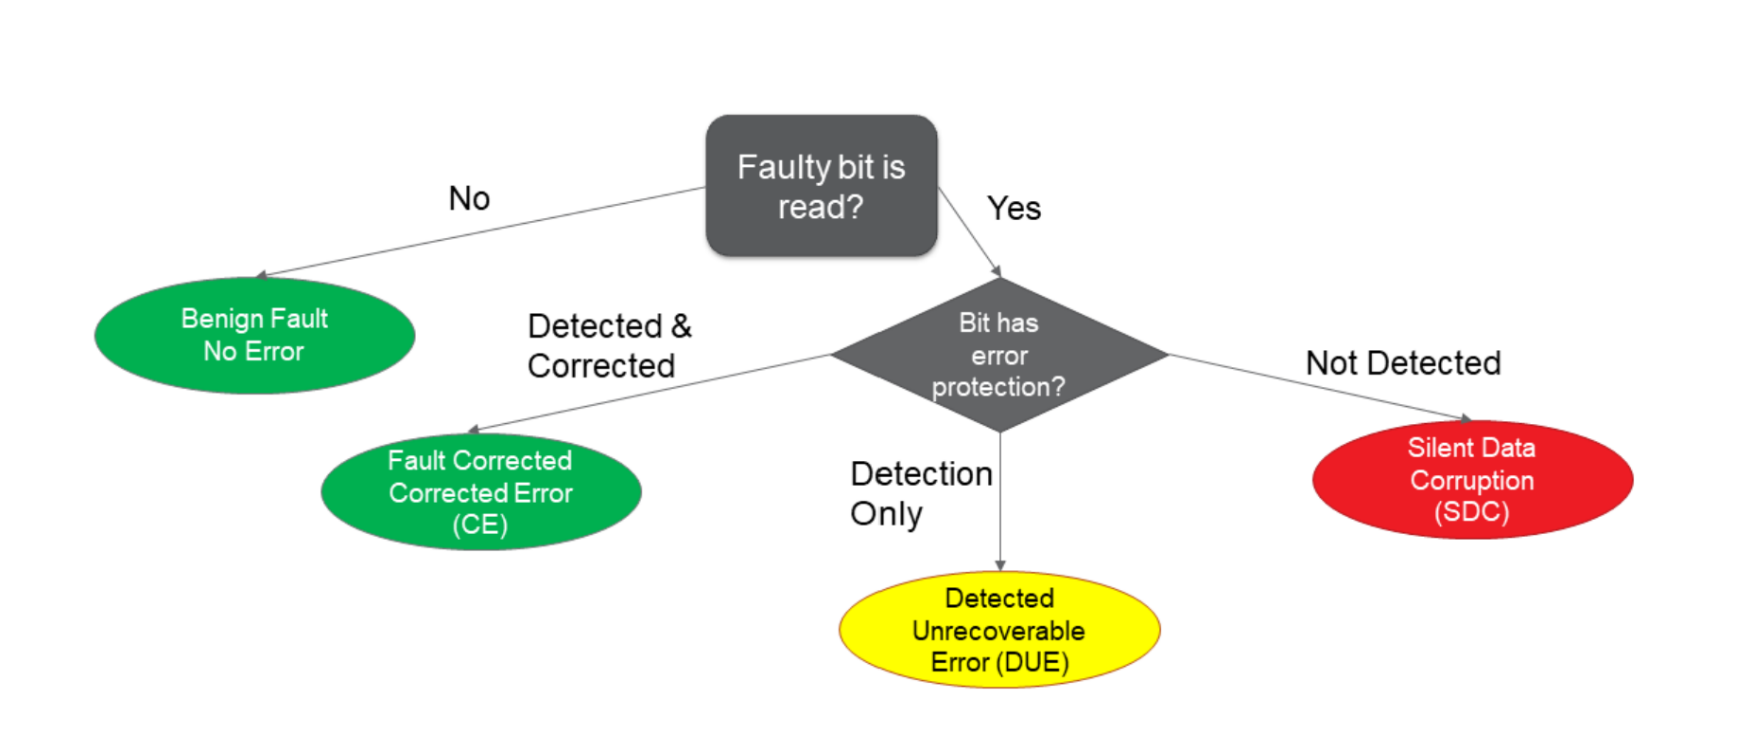 Faulty bit is
read?
No
Yes
Benign Fault
No Error
Detected &
Corrected
Bit has
error
protection?
Not Detected
Fault Corrected
Corrected Error
(CE)
Detection
Only
Silent Data
Corruption
(SDC)
Detected
Unrecoverable
Error (DUE)